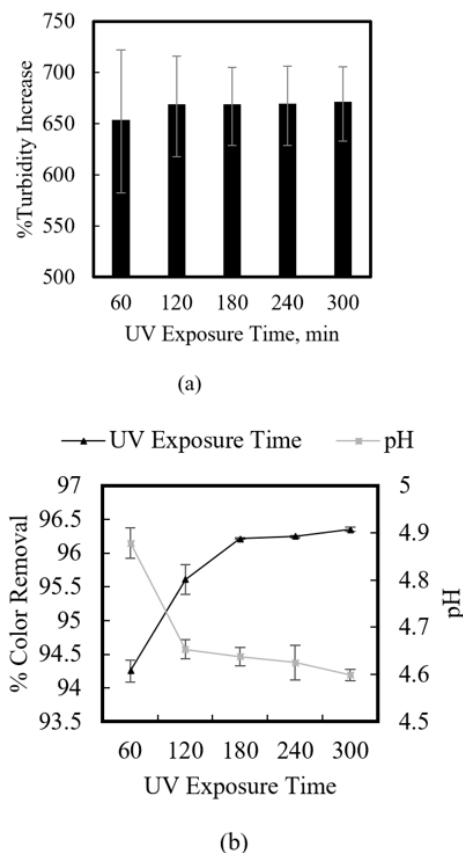 750
700
650
600
550
500
%Turbidity Increase
60 120 180 240 300
UV Exposure Time, min
(a)
UV Exposure Time pH
97
96.5
96
95.5
95
94.5
94
93.5
% Color Removal
5
4.9
4.8
4.7
4.6
4.5
pH
60 120 180 240 300
UV Exposure Time
(b)